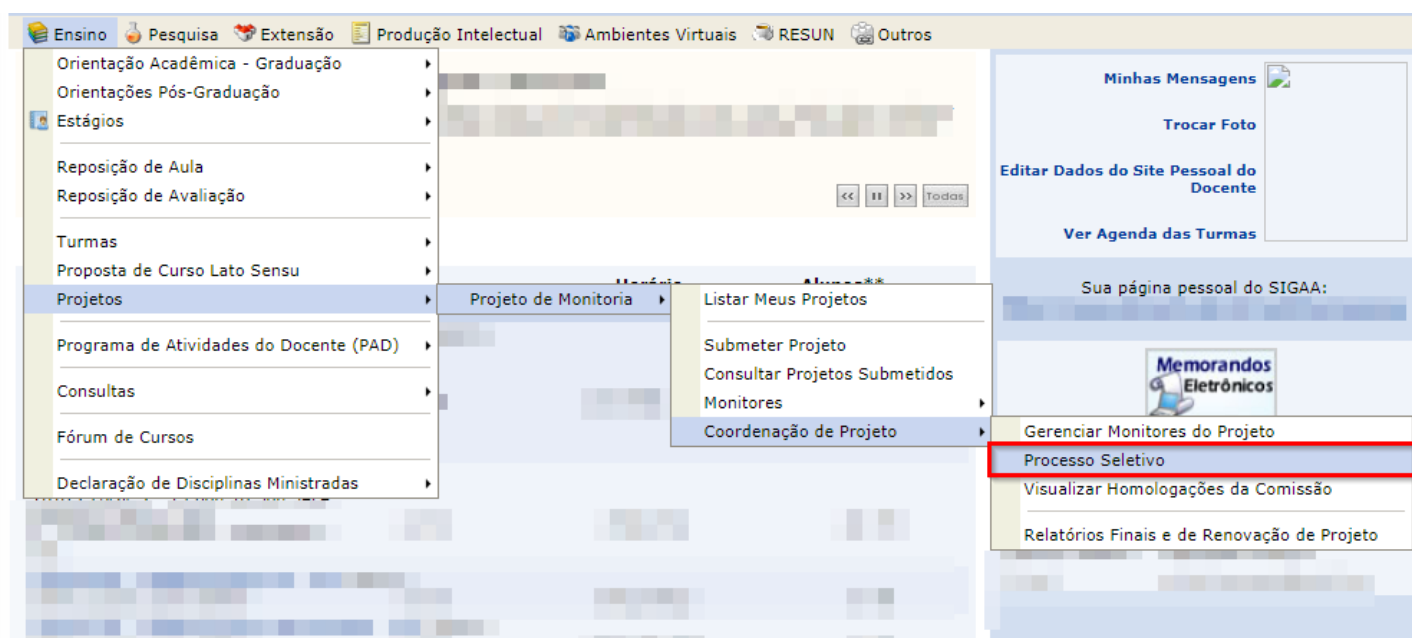 Ensino Pesquisa Extensão Produção Intelectual Ambientes Virtuais RESUN Outros
Orientação Acadêmica - Graduação
Orientações Pós-Graduação
Estágios
Reposição de Aula
Reposição de Avaliação
Turmas
Proposta de Curso Lato Sensu
Projetos
Programa de Atividades do Docente (PAD)
Consultas
Fórum de Cursos
Declaração de Disciplinas Ministradas
Projeto de Monitoria
Listar Meus Projetos
Submeter Projeto
Consultar Projetos Submetidos
Monitores
Coordenação de Projeto
Gerenciar Monitores do Projeto
Processo Seletivo
Visualizar Homologações da Comissão
Relatórios Finais e de Renovação de Projeto
<< II >> Todas
Minhas Mensagens
Trocar Foto
Editar Dados do Site Pessoal do
Docente
Ver Agenda das Turmas
Sua página pessoal do SIGAA:
Memorandos
Eletrônicos